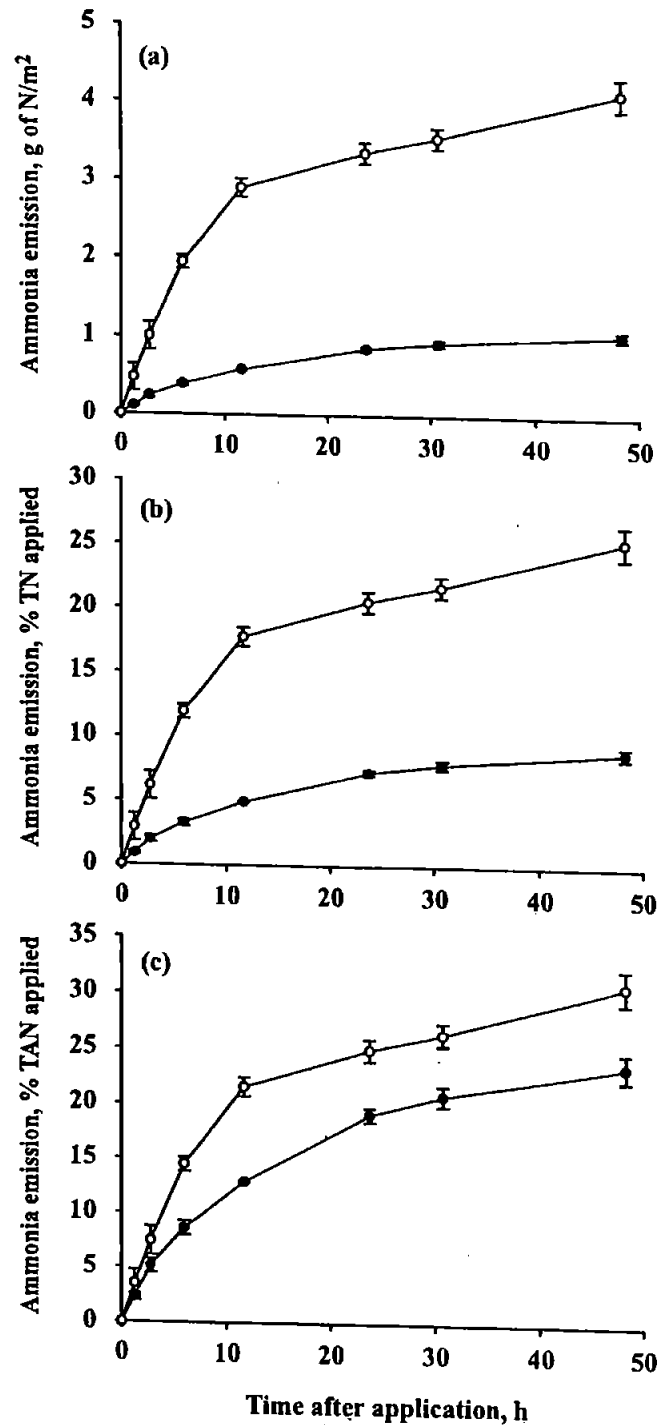 Ammonia emission, g of N/m²
(a)
5
4
3
2
1
0
0 10 20 30 40 50
Ammonia emission, % TN applied
(b)
30
25
20
15
10
5
0
0 10 20 30 40 50
Ammonia emission, % TAN applied
(c)
35
30
25
20
15
10
5
0
0 10 20 30 40 50
Time after application, h